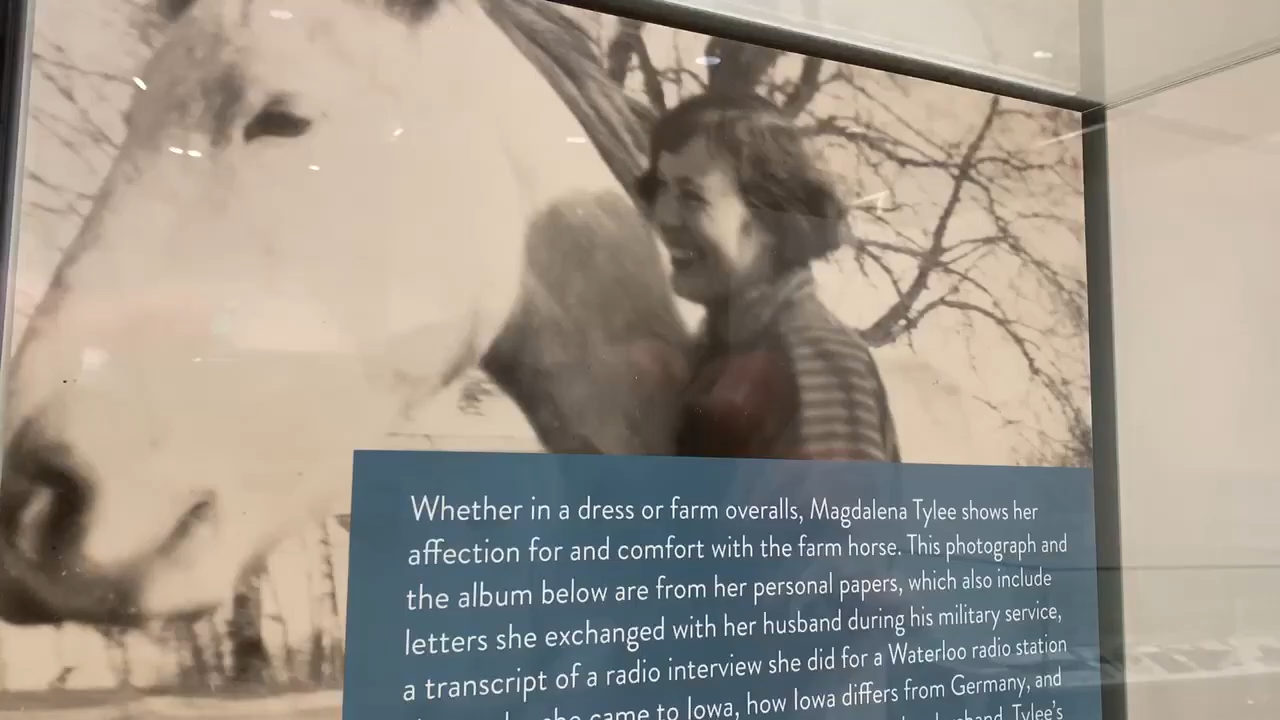 Whether in a dress or farm overalls, Magdalena Tylee shows her
affection for and comfort with the farm horse. This photograph and
the album below are from her personal papers, which also include
letters she exchanged with her husband during his military service,
a transcript of a radio interview she did for a Waterloo radio station
she came to Iowa, how Iowa differs from Germany, and
husband. Tylee's